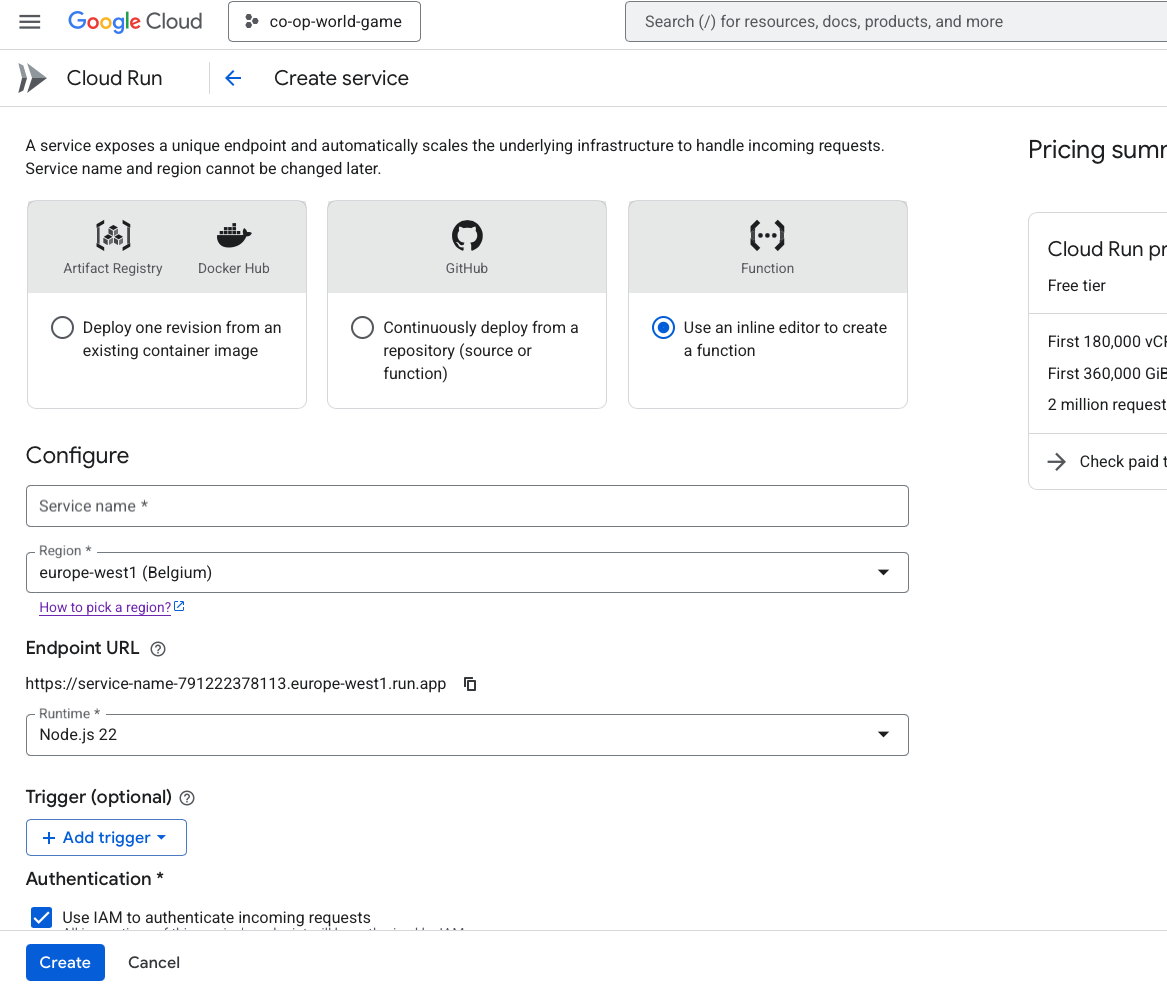 Google Cloud
co-op-world-game
Search (/) for resources, docs, products, and more
Cloud Run
Create service
A service exposes a unique endpoint and automatically scales the underlying infrastructure to handle incoming requests.
Service name and region cannot be changed later.
Artifact Registry
Docker Hub
Deploy one revision from an
existing container image
GitHub
Continuously deploy from a
repository (source or
function)
Function
Use an inline editor to create
a function
Configure
Service name *
Region *
europe-west1 (Belgium)
How to pick a region?
Endpoint URL
https://service-name-791222378113.europe-west1.run.app
Runtime *
Node.js 22
Trigger (optional)
Add trigger
Authentication *
Use IAM to authenticate incoming requests
Create
Cancel
Pricing
Cloud Run
Free tier
First 180,000
First 360,000
2 million
Check paid